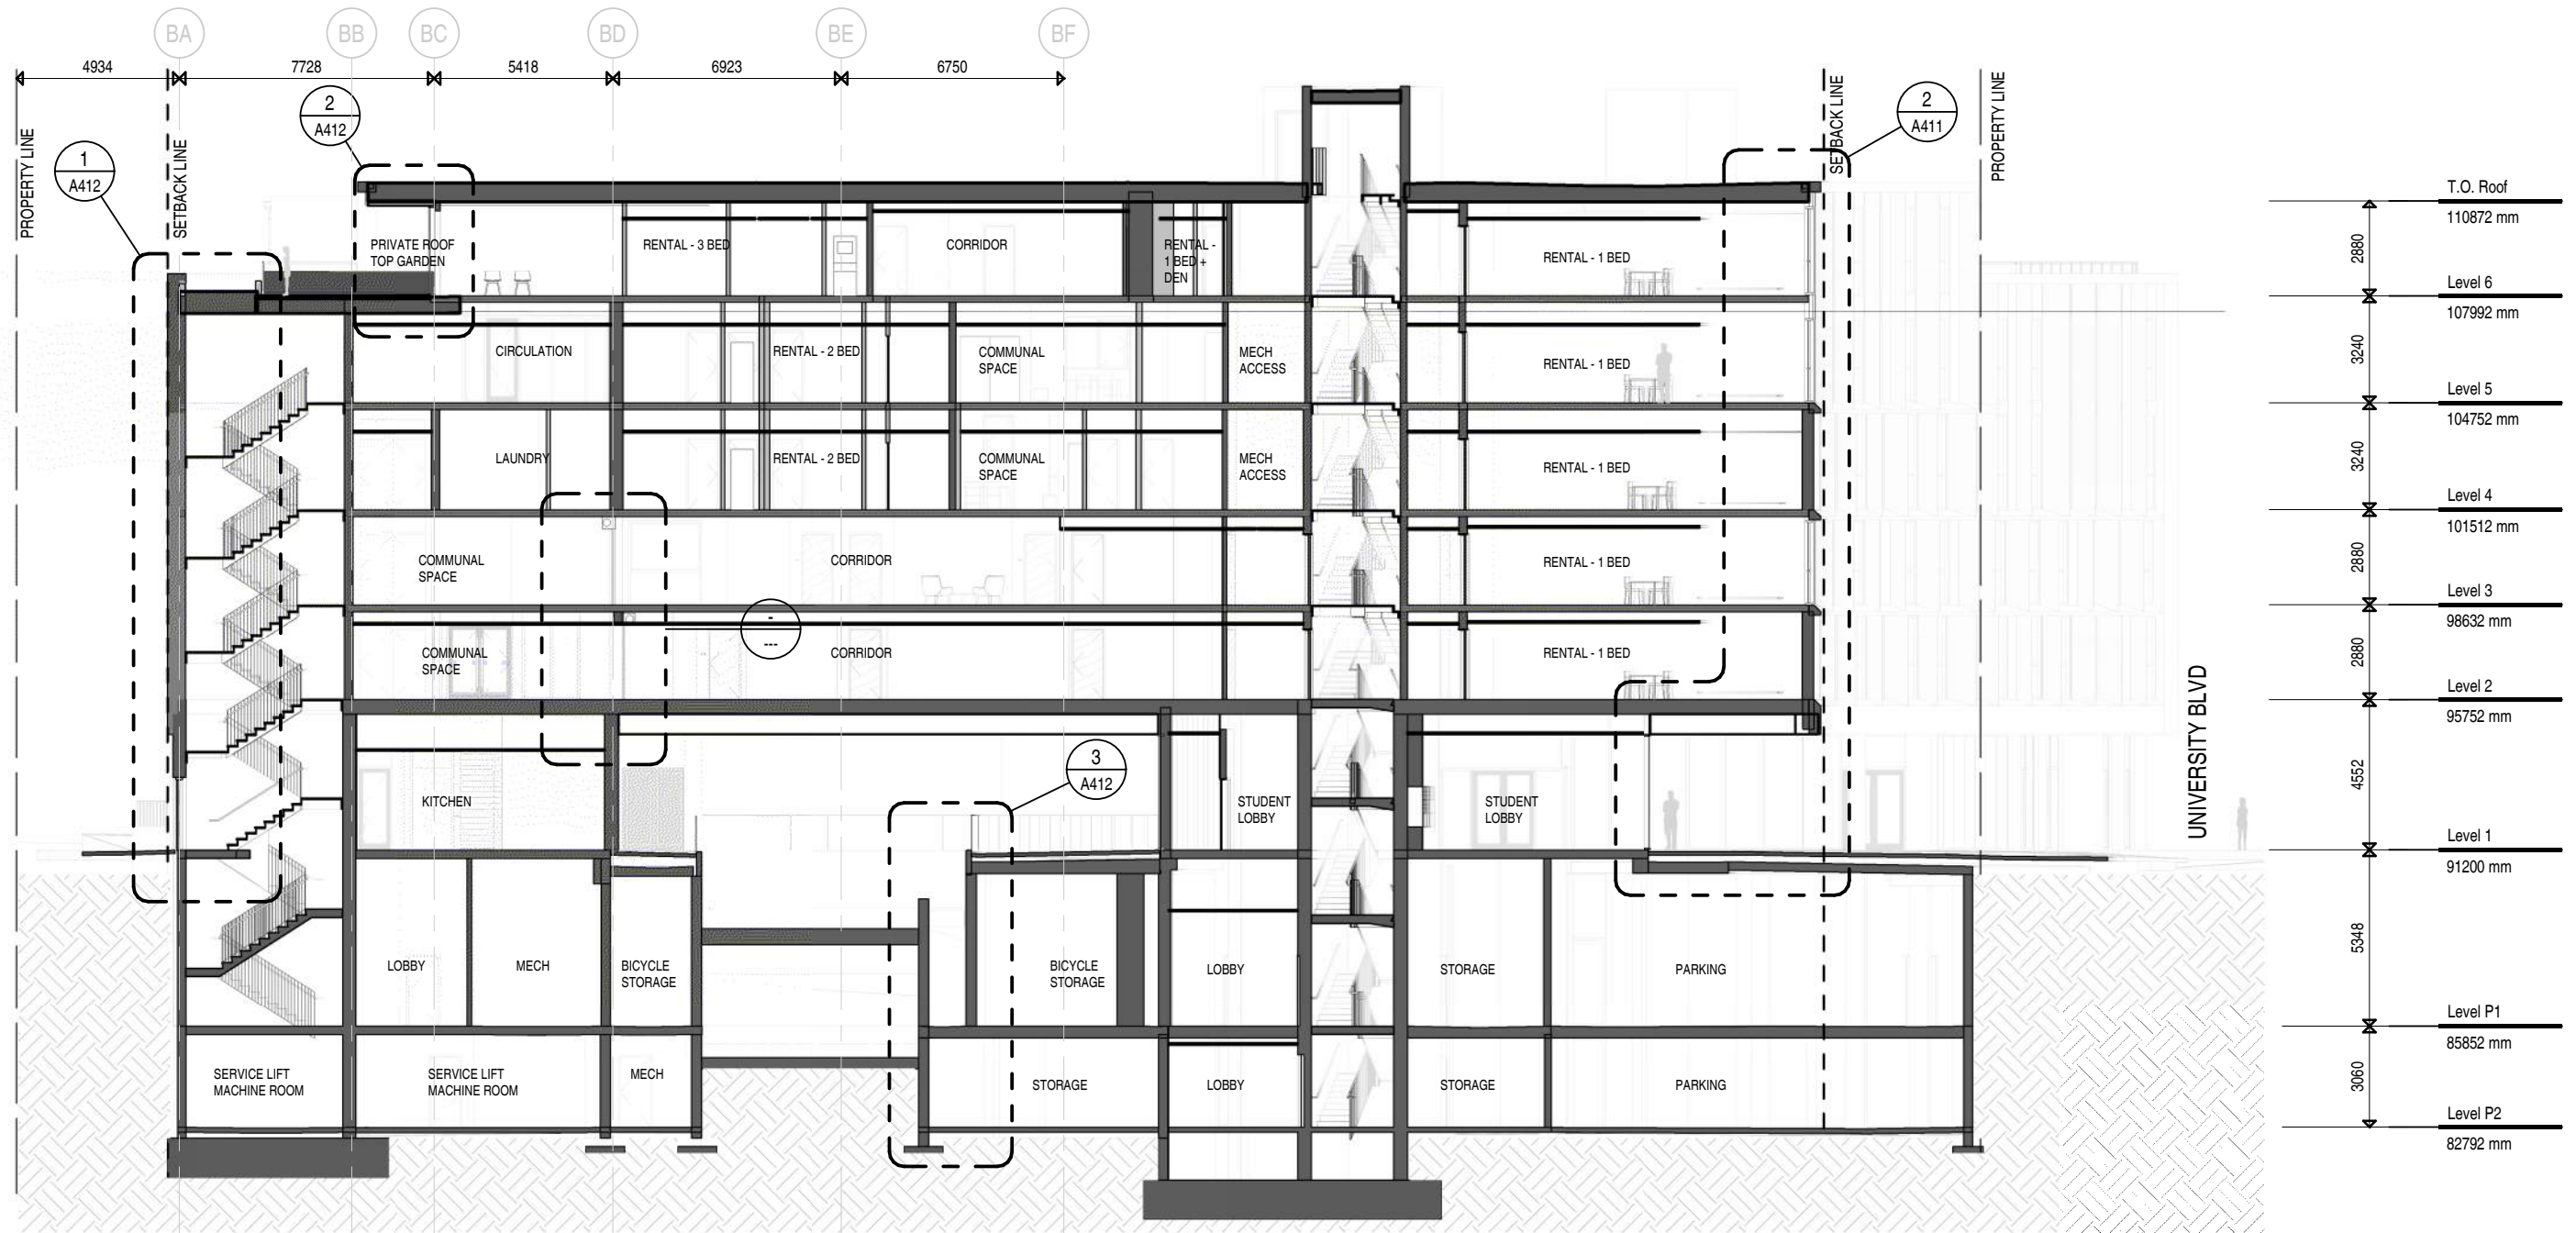 BA
BB
BC
BD
BE
BF
4934
7728
5418
6923
6750
PROPERTY LINE
SETBACK LINE
SETBACK LINE
PROPERTY LINE
1
A412
2
A412
2
A411
PRIVATE ROOF
TOP GARDEN
RENTAL - 3 BED
CORRIDOR
RENTAL -
1 BED +
DEN
RENTAL - 1 BED
CIRCULATION
RENTAL - 2 BED
COMMUNAL
SPACE
MECH
ACCESS
RENTAL - 1 BED
LAUNDRY
RENTAL - 2 BED
COMMUNAL
SPACE
MECH
ACCESS
RENTAL - 1 BED
COMMUNAL
SPACE
CORRIDOR
RENTAL - 1 BED
COMMUNAL
SPACE
-
---
CORRIDOR
RENTAL - 1 BED
KITCHEN
3
A412
STUDENT
LOBBY
STUDENT
LOBBY
UNIVERSITY BLVD
LOBBY
MECH
BICYCLE
STORAGE
BICYCLE
STORAGE
LOBBY
STORAGE
PARKING
SERVICE LIFT
MACHINE ROOM
SERVICE LIFT
MACHINE ROOM
MECH
STORAGE
LOBBY
STORAGE
PARKING
T.O. Roof
110872 mm
2880
Level 6
107992 mm
3240
Level 5
104752 mm
3240
Level 4
101512 mm
2880
Level 3
98632 mm
2880
Level 2
95752 mm
4552
Level 1
91200 mm
5348
Level P1
85852 mm
3060
Level P2
82792 mm